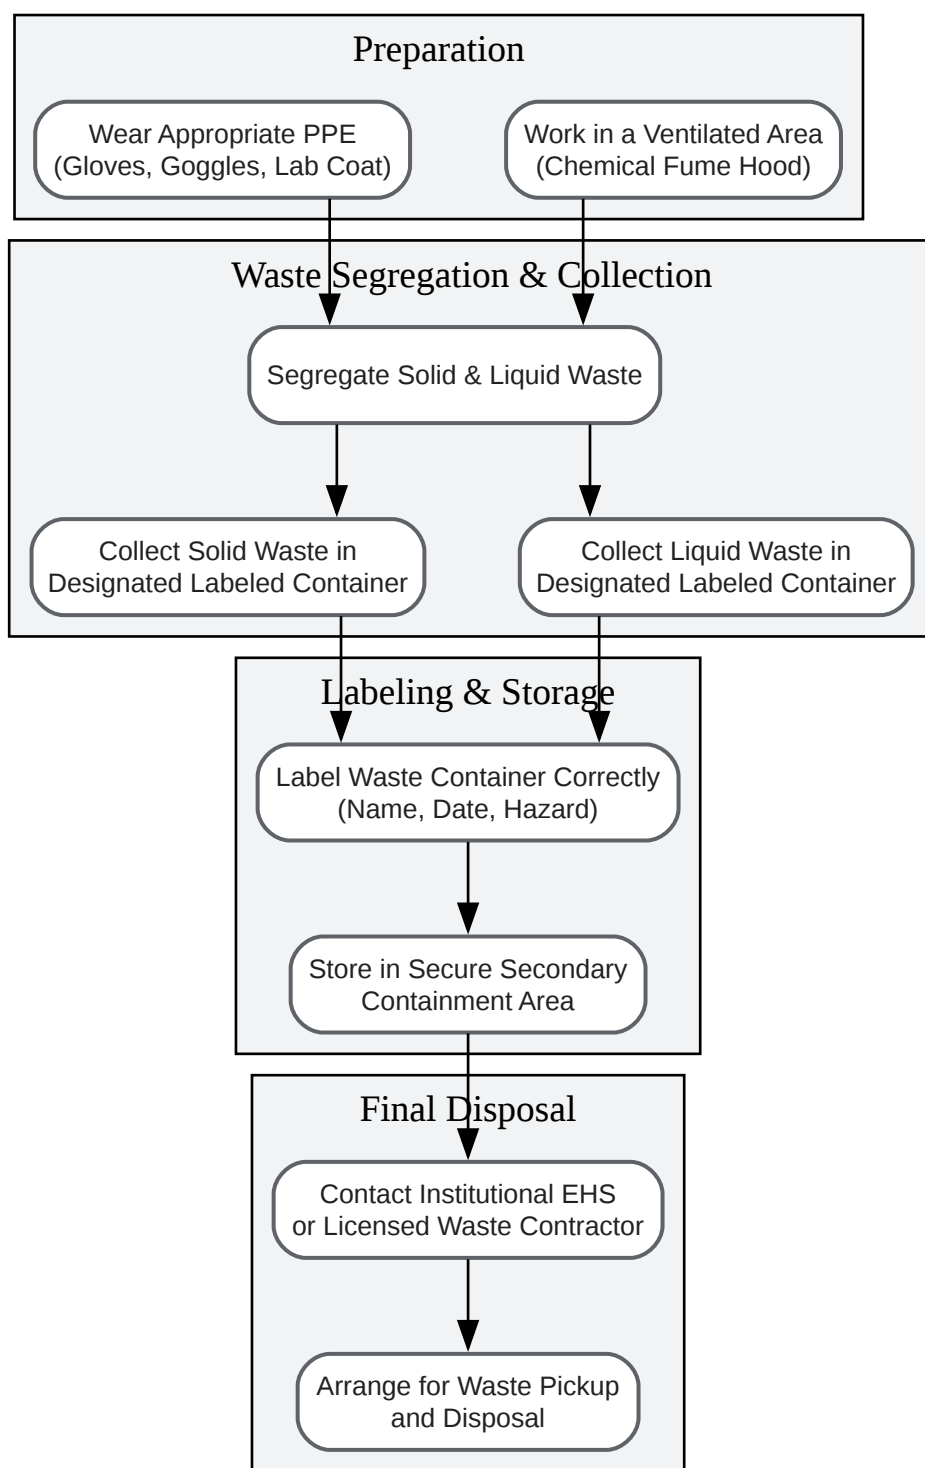 Preparation
Wear Appropriate PPE
(Gloves, Goggles, Lab Coat)
Work in a Ventilated Area
(Chemical Fume Hood)
Waste Segregation & Collection
Segregate Solid & Liquid Waste
Collect Solid Waste in
Designated Labeled Container
Collect Liquid Waste in
Designated Labeled Container
Labeling & Storage
Label Waste Container Correctly
(Name, Date, Hazard)
Store in Secure Secondary
Containment Area
Final Disposal
Contact Institutional EHS
or Licensed Waste Contractor
Arrange for Waste Pickup
and Disposal